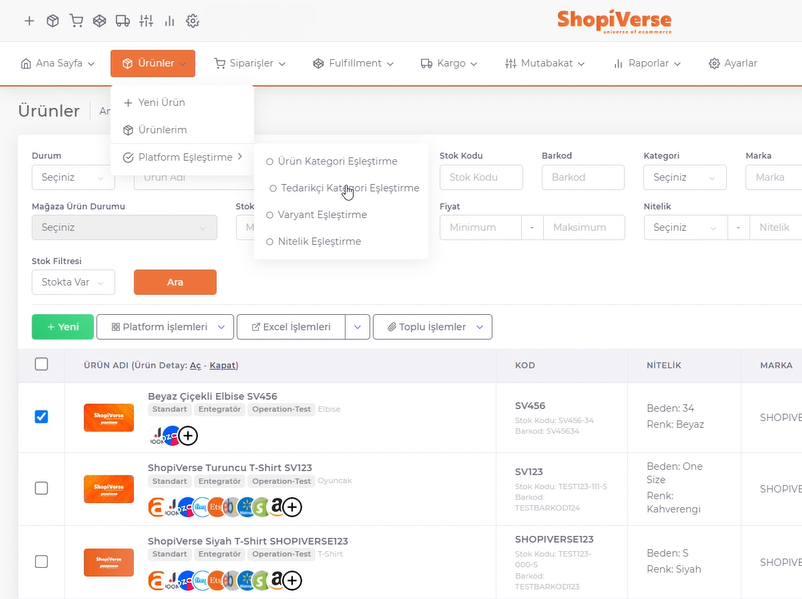 ShopiVerse
universe of ecommerce
Ana Sayfa
Ürünler
Siparişler
Fulfillment
Kargo
Mutabakat
Raporlar
Ayarlar
Ürünler
Yeni Ürün
Ürünlerim
Platform Eşleştirme
Ürün Kategori Eşleştirme
Tedarikçi Kategori Eşleştirme
Varyant Eşleştirme
Nitelik Eşleştirme
Durum
Stok Kodu
Barkod
Kategori
Marka
Seçiniz
Ürün Adı
Stok Kodu
Barkod
Seçiniz
Marka
Mağaza Ürün Durumu
Stok
Fiyat
Nitelik
Seçiniz
Minimum - Maksimum
Seçiniz - Nitelik
Stok Filtresi
Stokta Var
Ara
+ Yeni
Platform İşlemleri
Excel İşlemleri
Toplu İşlemler
ÜRÜN ADI (Ürün Detay: Aç - Kapat)
KOD
NİTELİK
MARKA
Beyaz Çiçekli Elbise SV456
Standart Entegratör Operation-Test Elbise
SV456
Stok Kodu: SV456-34
Barkod: SV45634
Beden: 34
Renk: Beyaz
ShopiVerse Turuncu T-Shirt SV123
Standart Entegratör Operation-Test Oyuncak
SV123
Stok Kodu: TEST123-111-S
Barkod:
TESTBARKOD124
Beden: One
Size
Renk:
Kahverengi
ShopiVerse Siyah T-Shirt SHOPIVERSE123
Standart Entegratör Operation-Test T-Shirt
SHOPIVERSE123
Stok Kodu: TEST123-
000-S
Barkod:
TESTBARKOD123
Beden: S
Renk: Siyah